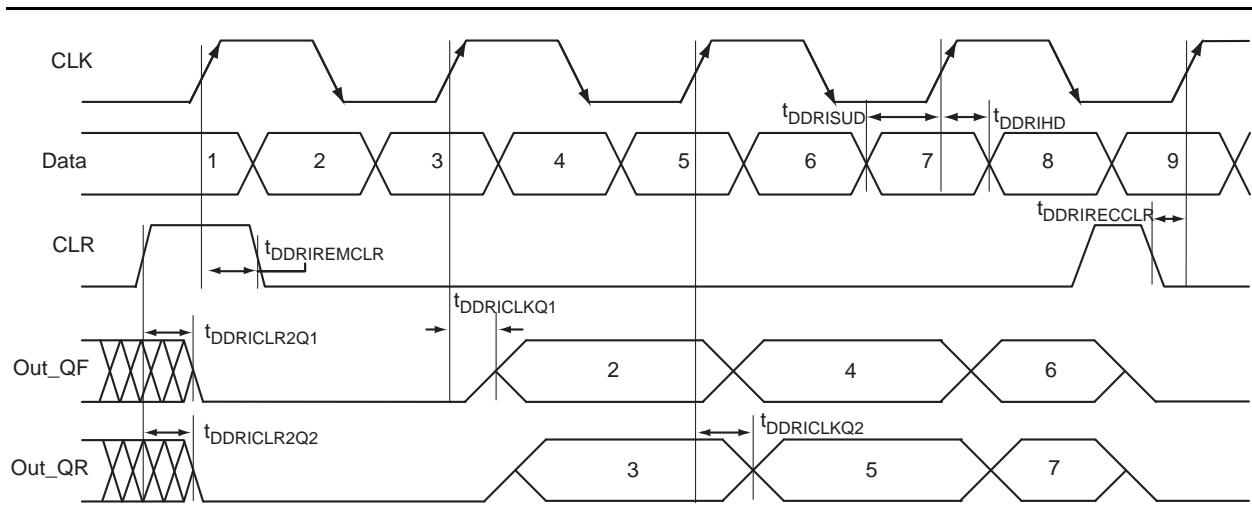 CLK
tDDRISUD
tDDRIHD
Data 1 2 3 4 5 6 7 8 9
tDDRIRECCLR
CLR
tDDRIREMCLR
tDDRICLKQ1
tDDRICLR2Q1
Out_QF 2 4 6
tDDRICLR2Q2
tDDRICLKQ2
Out_QR 3 5 7